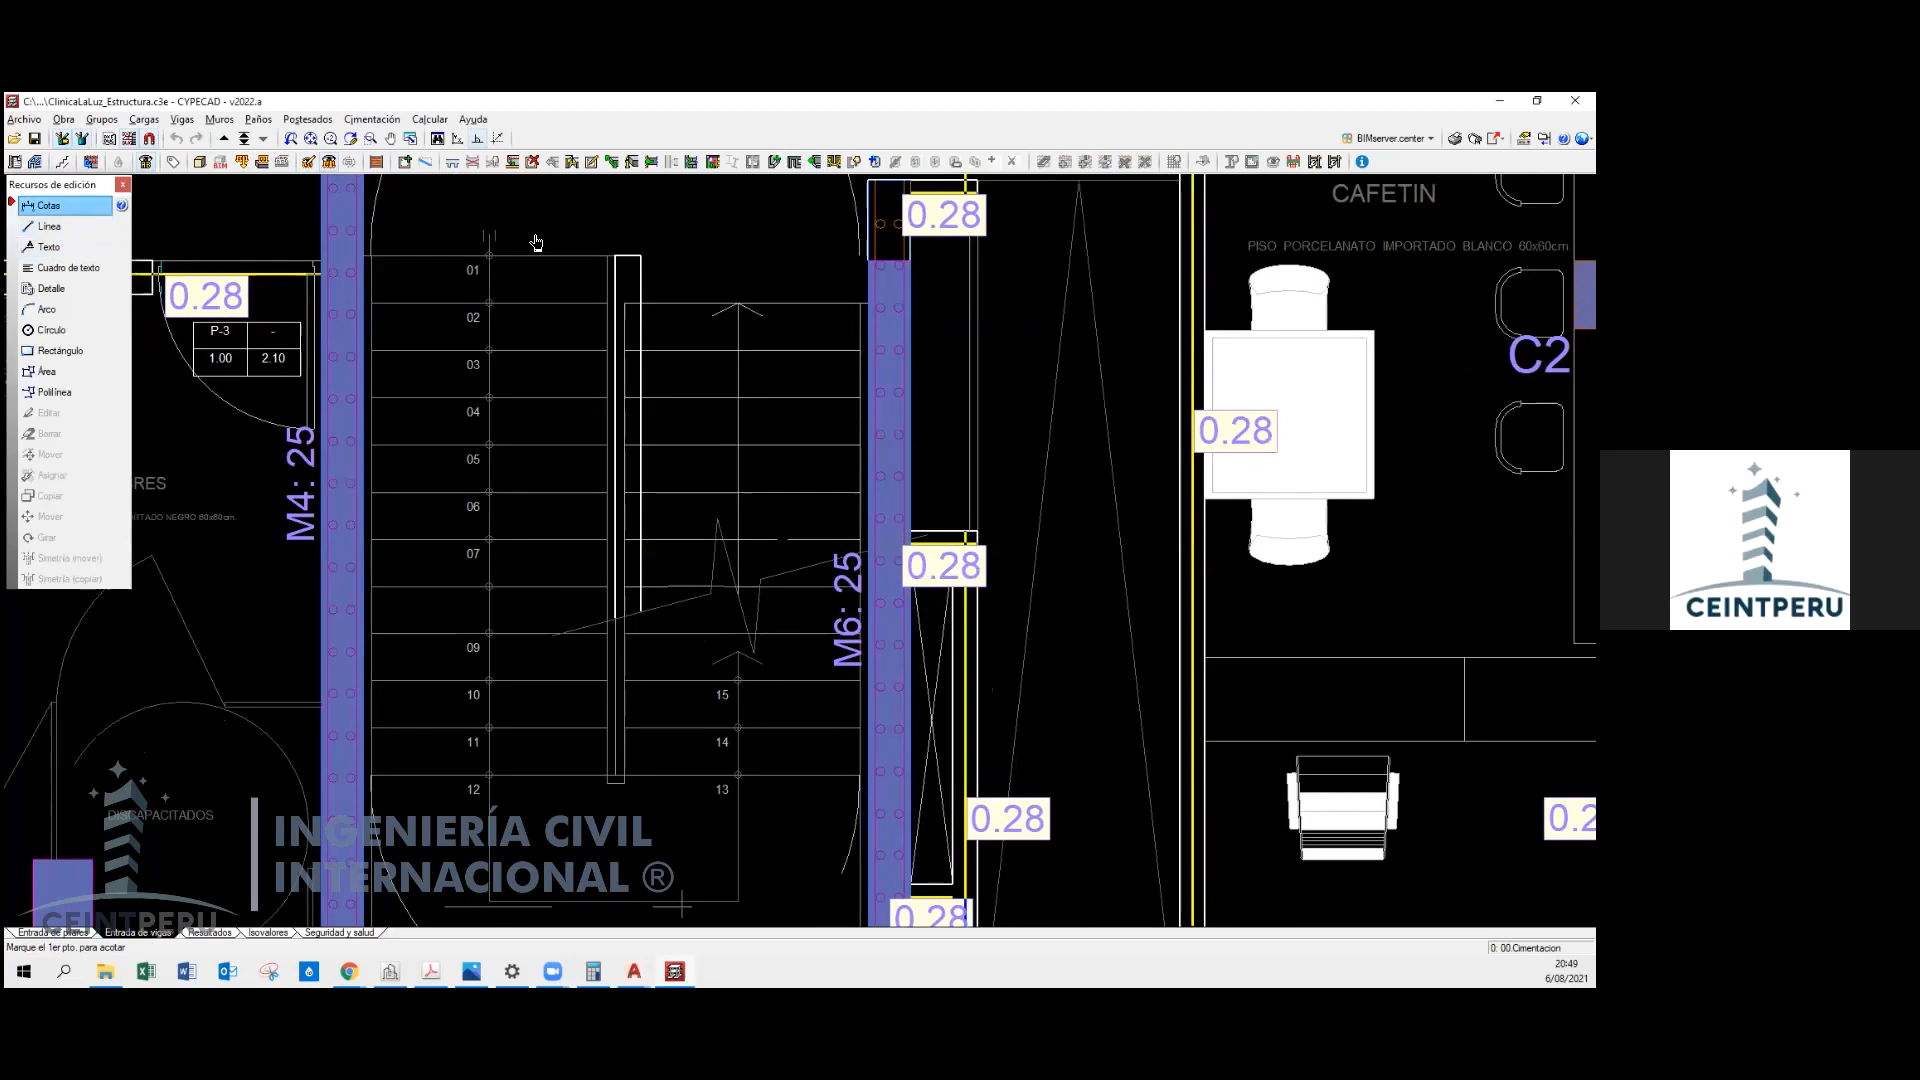 C:\...\ClinicaLaLuz_Estructura.c3e - CYPECAD - v2022.a
Archivo Obra Grupos Cargas Vigas Muros Paños Postesados Cimentación Calcular Ayuda
BIMserver.center
Recursos de edición
Cotas
Línea
Texto
Cuadro de texto
Detalle
Arco
Círculo
Rectángulo
Área
Polilínea
Editar
Borrar
Mover
Asignar
Copiar
Mover
Girar
Simetría (mover)
Simetría (copiar)
0.28
CAFETIN
PISO PORCELANATO IMPORTADO BLANCO 60x60cm.
01
0.28
02
P-3 -
1.00 2.10
C2
03
04
0.28
05
M4: 25
RES
06
RTADO NEGRO 60x60cm.
07
0.28
M6: 25
09
10 15
11 14
12 13
DISCAPACITADOS
0.28
0.2
INGENIERÍA CIVIL
INTERNACIONAL ®
CEINTPERU
0.28
Entrada de pilares Entrada de vigas Resultados Isovalores Seguridad y salud
Marque el 1er pto. para acotar
0: 00.Cimentacion
20:49
6/08/2021
CEINTPERU